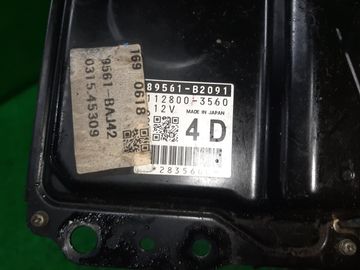 89561-B2091
112800-3560
12V MADE IN JAPAN
4D
169 0618
9561-BAJ42
0315-45309